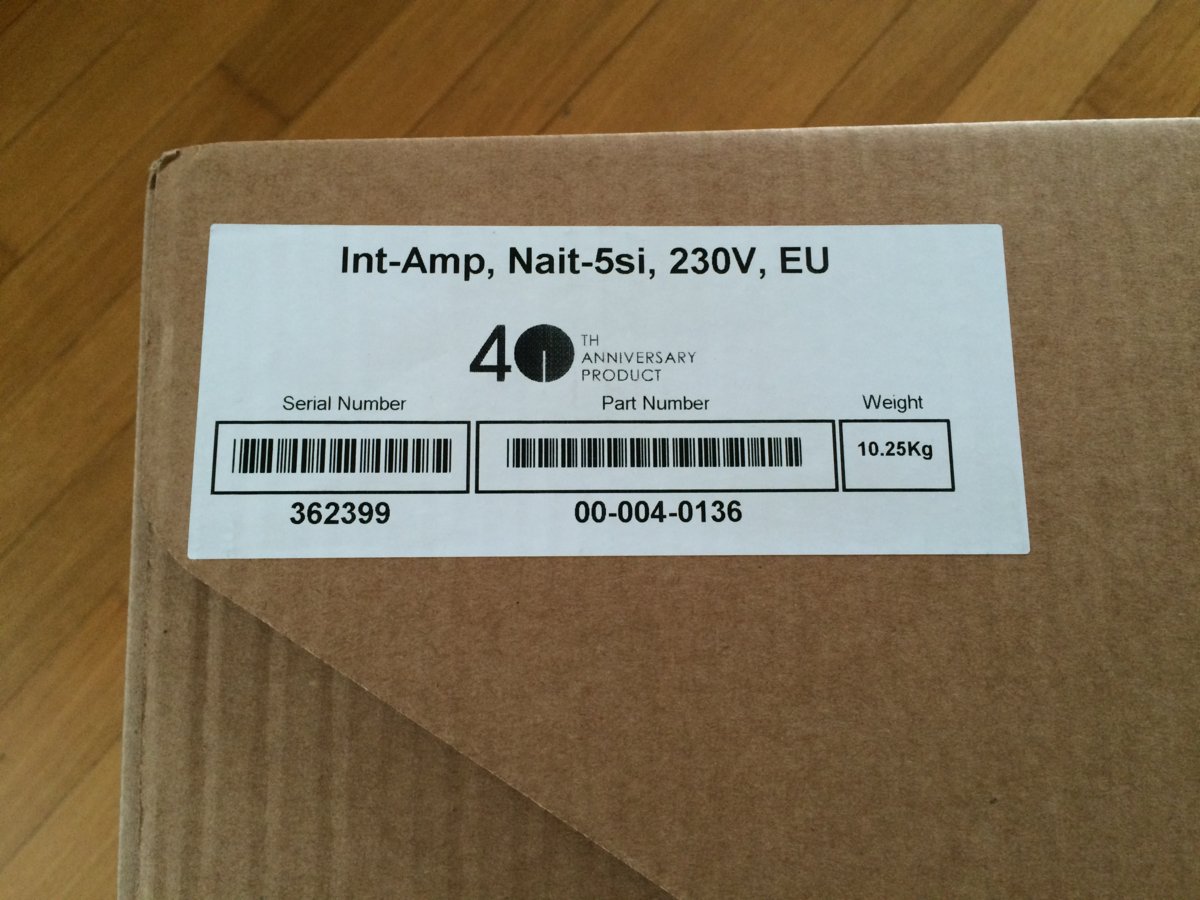 Int-Amp, Nait-5si, 230V, EU
40 TH
ANNIVERSARY
PRODUCT
Serial Number
Part Number
Weight
10.25Kg
362399
00-004-0136